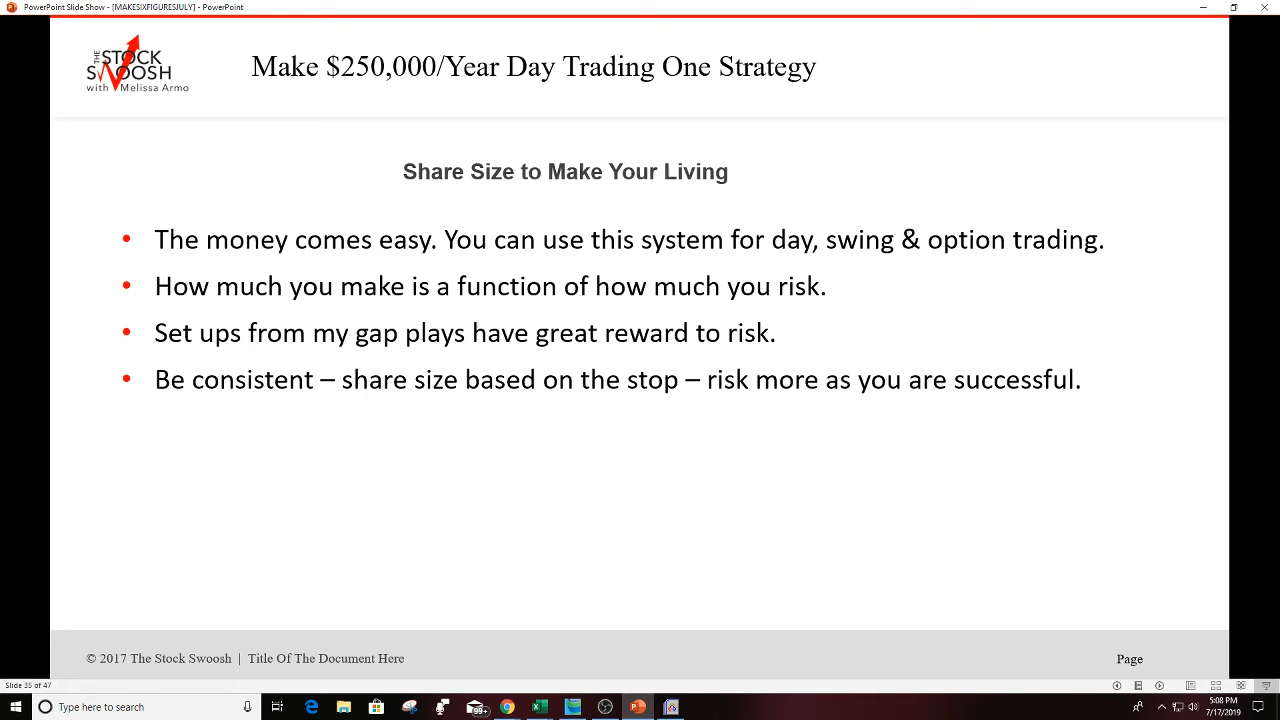 PowerPoint Slide Show - [MAKESIXFIGURESJULY] - PowerPoint
THE STOCK SWOOSH
with Melissa Armo
Make $250,000/Year Day Trading One Strategy
Share Size to Make Your Living
• The money comes easy. You can use this system for day, swing & option trading.
• How much you make is a function of how much you risk.
• Set ups from my gap plays have great reward to risk.
• Be consistent – share size based on the stop – risk more as you are successful.
© 2017 The Stock Swoosh | Title Of The Document Here
Page
Slide 35 of 47
Type here to search
99+
5:08 PM
7/17/2019